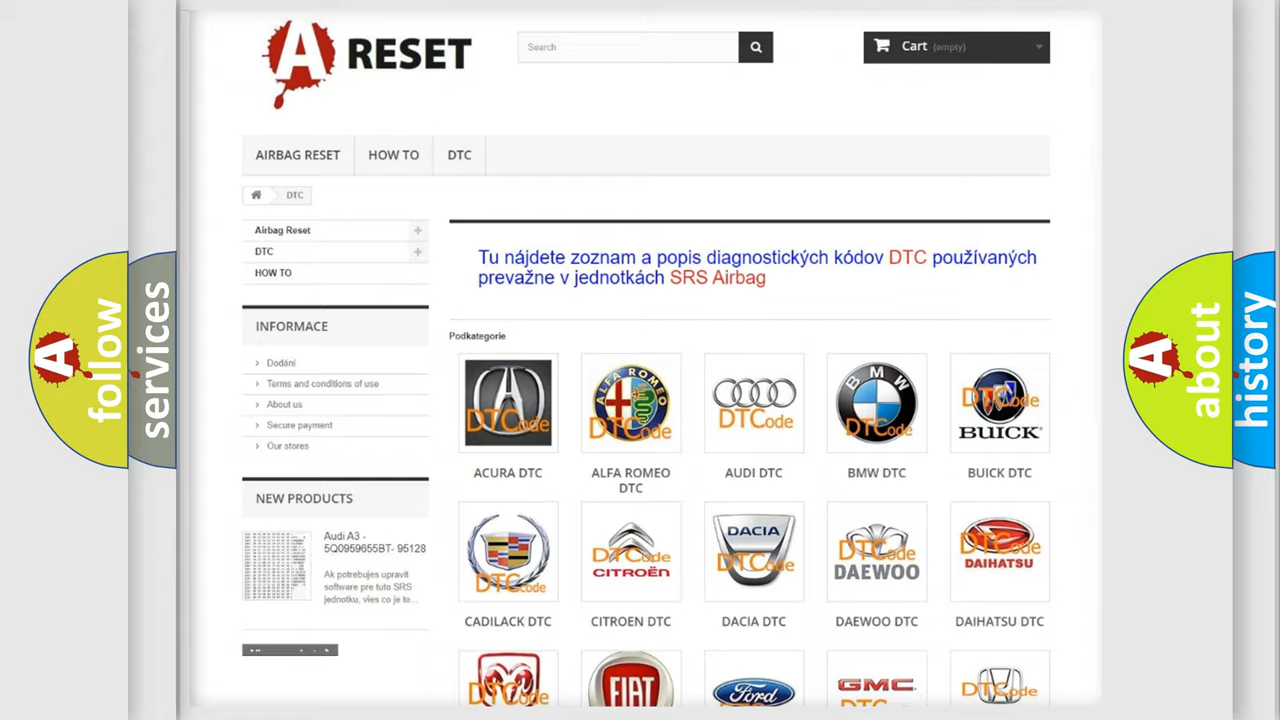 A RESET
Search
Cart (empty)
AIRBAG RESET
HOW TO
DTC
DTC
Airbag Reset
DTC
HOW TO
INFORMACE
Dodání
Terms and conditions of use
About us
Secure payment
Our stores
NEW PRODUCTS
Audi A3 -
5Q0959655BT- 95128
Ak potrebujes upravit
software pre tuto SRS
jednotku, vies co je to...
Tu nájdete zoznam a popis diagnostických kódov DTC používaných
prevažne v jednotkách SRS Airbag
Podkategorie
DTCode
ALFA ROMEO
DTCode
DTCode
BMW
DTCode
DTCode
BUICK
ACURA DTC
ALFA ROMEO
DTC
AUDI DTC
BMW DTC
BUICK DTC
DTCode
DTCode
CITROËN
DACIA
DTCode
DTCode
DAEWOO
DTCode
DAIHATSU
CADILACK DTC
CITROEN DTC
DACIA DTC
DAEWOO DTC
DAIHATSU DTC
DTCode
FIAT
Ford
DTCode
GMC
DTCode
A follow
services
A about
history